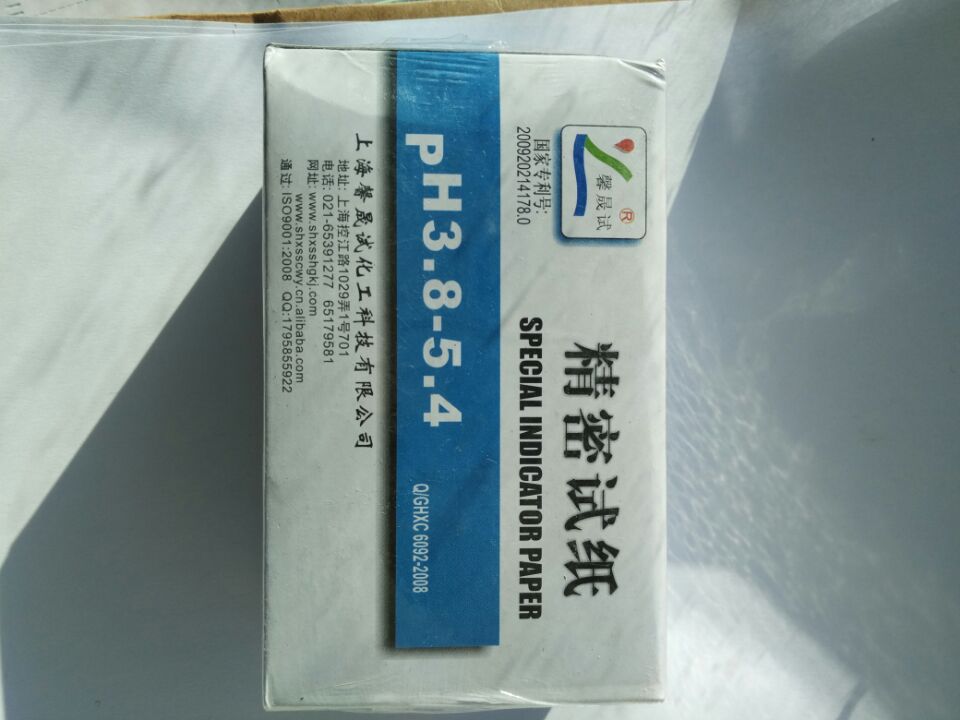 馨晟试
®
国家专利号:
200920214178.0
精密试纸
SPECIAL INDICATOR PAPER
pH3.8-5.4
Q/GHXC 6092-2008
上海馨晟试化工科技有限公司
地址: 上海控江路1029弄1号701
电话: 021-65391277 65179581
网址: www.shxsshgkj.com
www.shxsscwy.cn.alibaba.com
通过: ISO9001:2008 QQ:1795855922